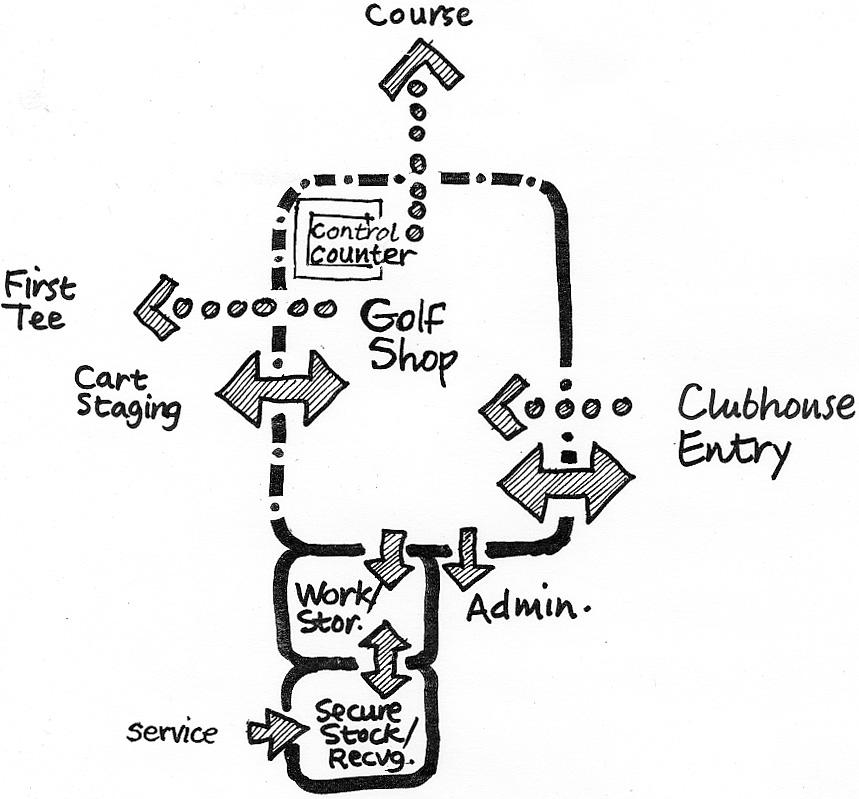 Course
Control
Counter
First
Tee
Golf
Shop
Cart
Staging
Clubhouse
Entry
Work/
Stor.
Admin.
Secure
Stock/
Recvg.
Service